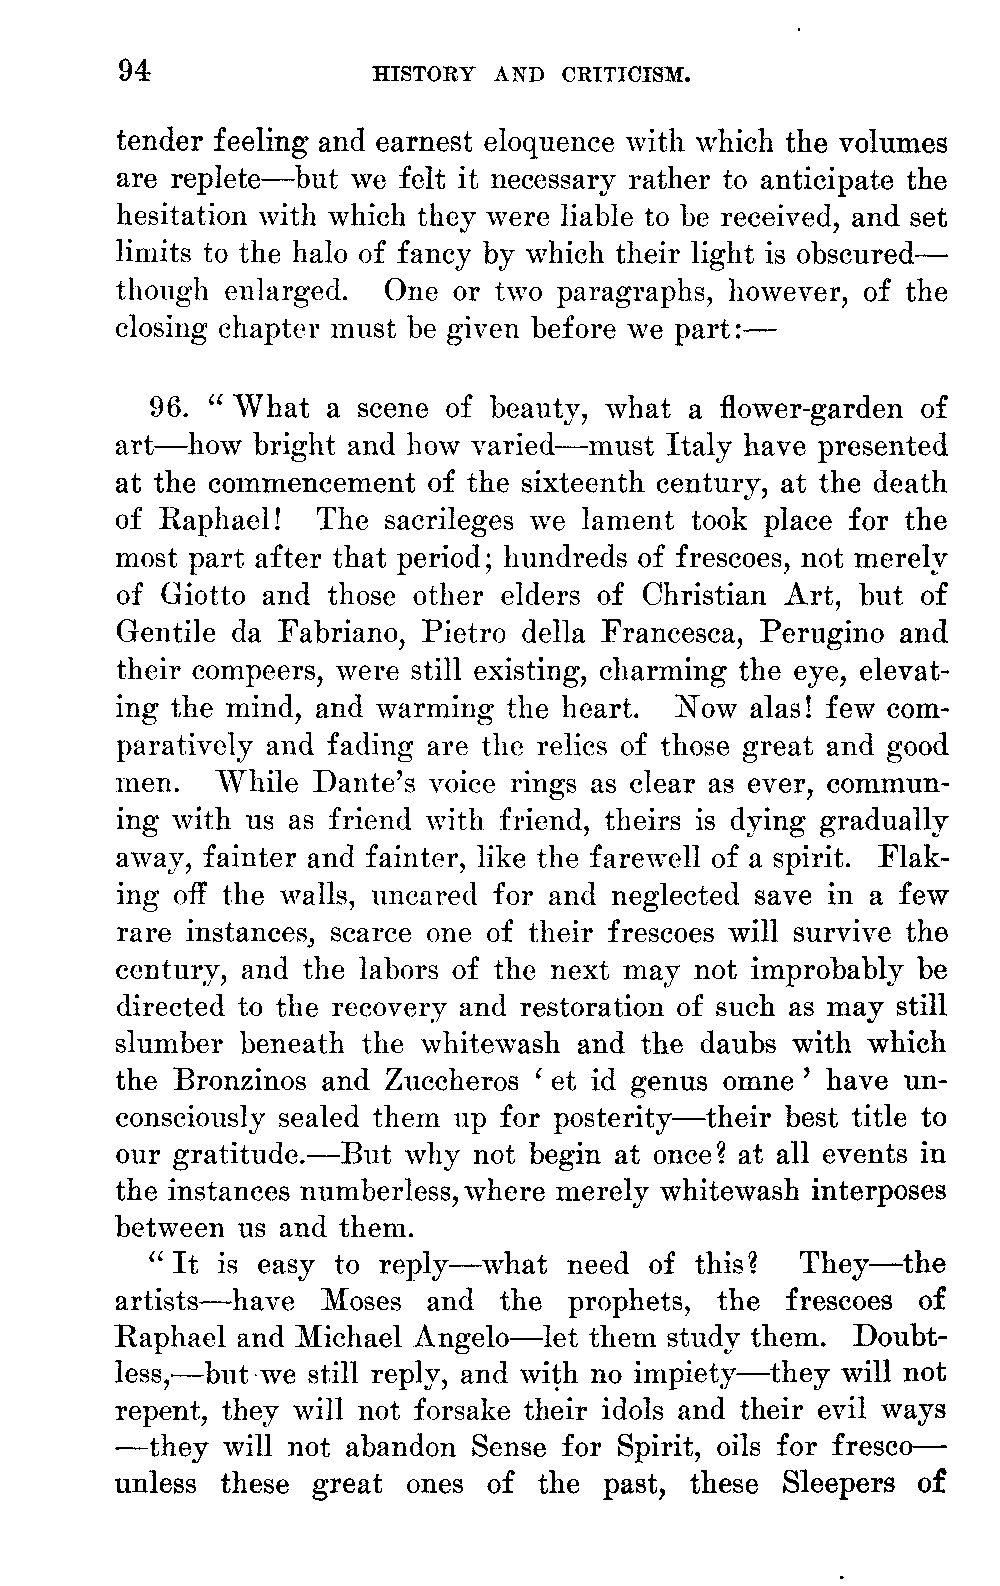 94 HISTORY AND CRITICISM.
tender feeling and earnest eloquence with which the volumes
are replete—but we felt it necessary rather to anticipate the
hesitation with which they were liable to be received, and set
limits to the halo of fancy by which their light is obscured—
though enlarged. One or two paragraphs, however, of the
closing chapter must be given before we part:—
96. “What a scene of beauty, what a flower-garden of
art—how bright and how varied—must Italy have presented
at the commencement of the sixteenth century, at the death
of Raphael! The sacrileges we lament took place for the
most part after that period; hundreds of frescoes, not merely
of Giotto and those other elders of Christian Art, but of
Gentile da Fabriano, Pietro della Francesca, Perugino and
their compeers, were still existing, charming the eye, elevat-
ing the mind, and warming the heart. Now alas! few com-
paratively and fading are the relics of those great and good
men. While Dante’s voice rings as clear as ever, commun-
ing with us as friend with friend, theirs is dying gradually
away, fainter and fainter, like the farewell of a spirit. Flak-
ing off the walls, uncared for and neglected save in a few
rare instances, scarce one of their frescoes will survive the
century, and the labors of the next may not improbably be
directed to the recovery and restoration of such as may still
slumber beneath the whitewash and the daubs with which
the Bronzinos and Zuccheros ‘et id genus omne’ have un-
consciously sealed them up for posterity—their best title to
our gratitude.—But why not begin at once? at all events in
the instances numberless, where merely whitewash interposes
between us and them.
“It is easy to reply—what need of this? They—the
artists—have Moses and the prophets, the frescoes of
Raphael and Michael Angelo—let them study them. Doubt-
less,—but we still reply, and with no impiety—they will not
repent, they will not forsake their idols and their evil ways
—they will not abandon Sense for Spirit, oils for fresco—
unless these great ones of the past, these Sleepers of